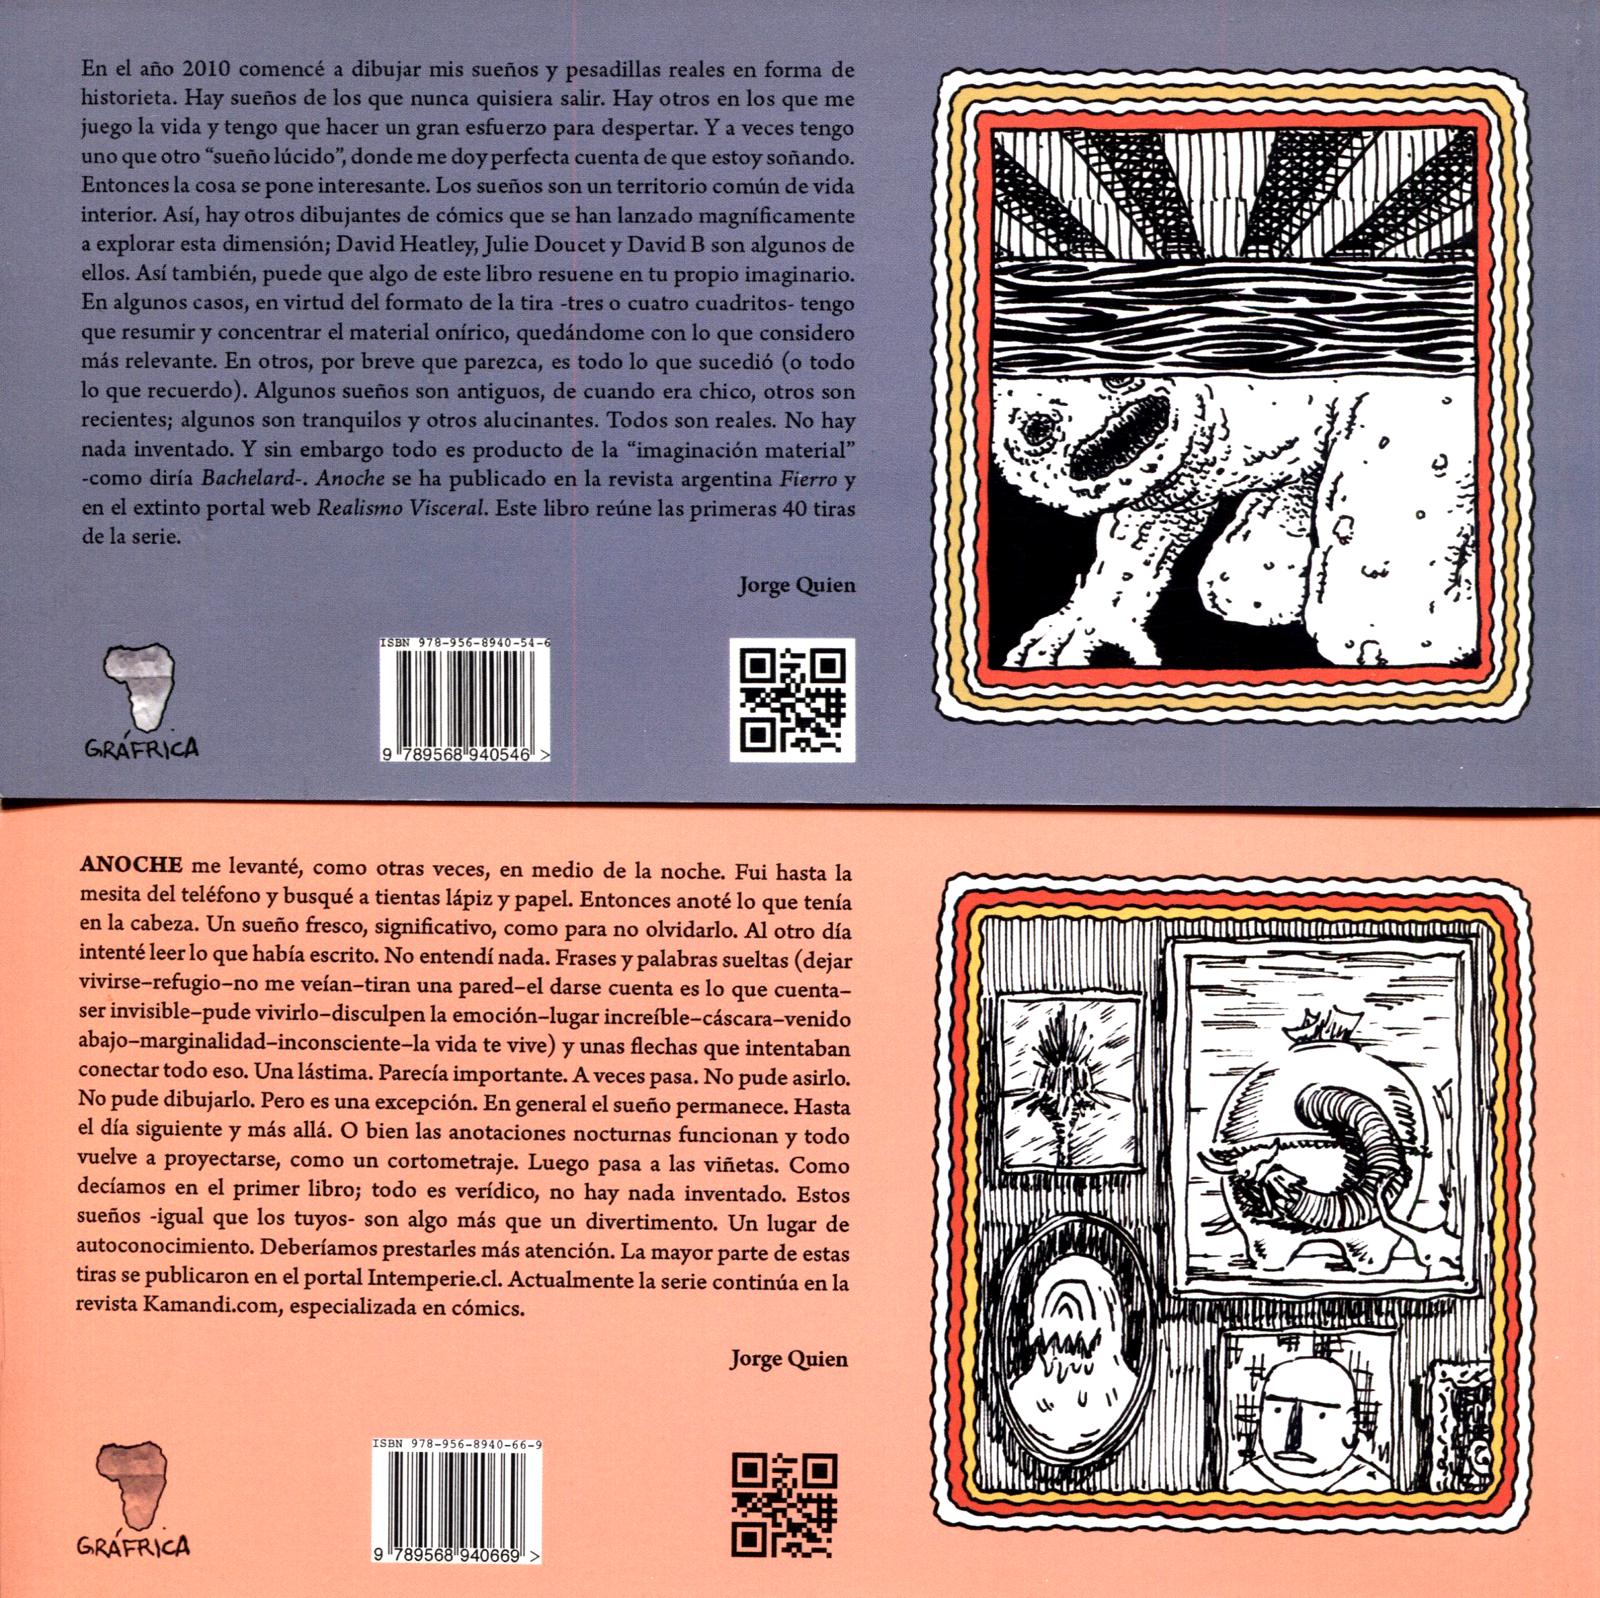 En el año 2010 comencé a dibujar mis sueños y pesadillas reales en forma de
historieta. Hay sueños de los que nunca quisiera salir. Hay otros en los que me
juego la vida y tengo que hacer un gran esfuerzo para despertar. Y a veces tengo
uno que otro “sueño lúcido”, donde me doy perfecta cuenta de que estoy soñando.
Entonces la cosa se pone interesante. Los sueños son un territorio común de vida
interior. Así, hay otros dibujantes de cómics que se han lanzado magníficamente
a explorar esta dimensión; David Heatley, Julie Doucet y David B son algunos de
ellos. Así también, puede que algo de este libro resuene en tu propio imaginario.
En algunos casos, en virtud del formato de la tira -tres o cuatro cuadritos- tengo
que resumir y concentrar el material onírico, quedándome con lo que considero
más relevante. En otros, por breve que parezca, es todo lo que sucedió (o todo
lo que recuerdo). Algunos sueños son antiguos, de cuando era chico, otros son
recientes; algunos son tranquilos y otros alucinantes. Todos son reales. No hay
nada inventado. Y sin embargo todo es producto de la “imaginación material”
-como diría Bachelard-. Anoche se ha publicado en la revista argentina Fierro y
en el extinto portal web Realismo Visceral. Este libro reúne las primeras 40 tiras
de la serie.
Jorge Quien
GRÁFRICA
ISBN 978-956-8940-54-6
9 789568 940546 >
ANOCHE me levanté, como otras veces, en medio de la noche. Fui hasta la
mesita del teléfono y busqué a tientas lápiz y papel. Entonces anoté lo que tenía
en la cabeza. Un sueño fresco, significativo, como para no olvidarlo. Al otro día
intenté leer lo que había escrito. No entendí nada. Frases y palabras sueltas (dejar
vivirse–refugio–no me veían–tiran una pared–el darse cuenta es lo que cuenta–
ser invisible–pude vivirlo–disculpen la emoción–lugar increíble–cáscara–venido
abajo–marginalidad–inconsciente–la vida te vive) y unas flechas que intentaban
conectar todo eso. Una lástima. Parecía importante. A veces pasa. No pude asirlo.
No pude dibujarlo. Pero es una excepción. En general el sueño permanece. Hasta
el día siguiente y más allá. O bien las anotaciones nocturnas funcionan y todo
vuelve a proyectarse, como un cortometraje. Luego pasa a las viñetas. Como
decíamos en el primer libro; todo es verídico, no hay nada inventado. Estos
sueños -igual que los tuyos- son algo más que un divertimento. Un lugar de
autoconocimiento. Deberíamos prestarles más atención. La mayor parte de estas
tiras se publicaron en el portal Intemperie.cl. Actualmente la serie continúa en la
revista Kamandi.com, especializada en cómics.
Jorge Quien
GRÁFRICA
ISBN 978-956-8940-66-9
9 789568 940669 >